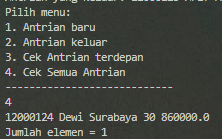 Pilih menu:
1. Antrian baru
2. Antrian keluar
3. Cek Antrian terdepan
4. Cek Semua Antrian
----------------------------
4
12000124 Dewi Surabaya 30 860000.0
Jumlah elemen = 1